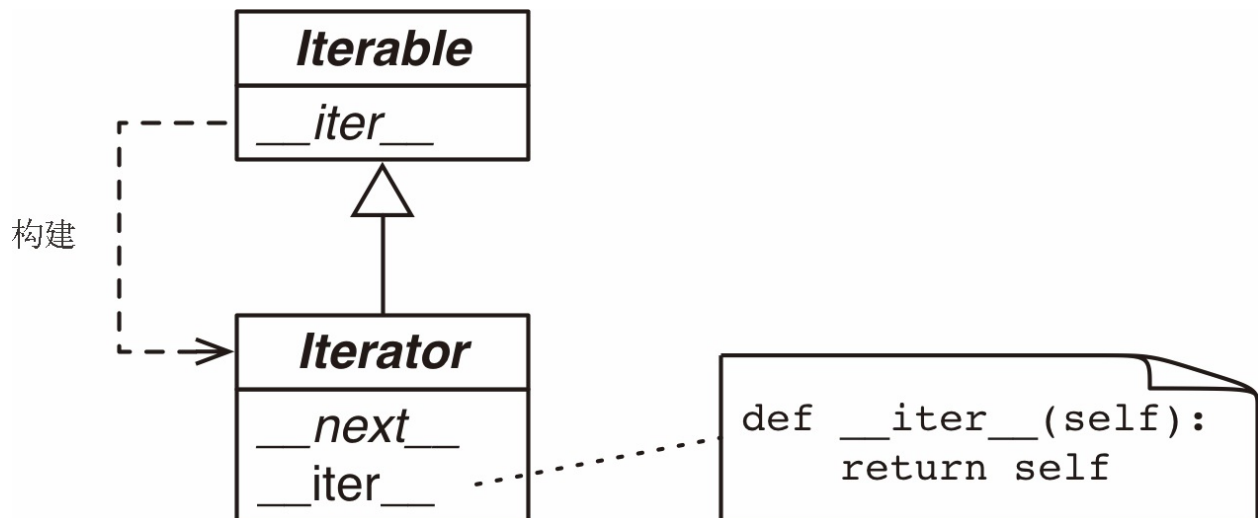 Iterable
__iter__
构建
Iterator
__next__
__iter__
def __iter__(self):
    return self